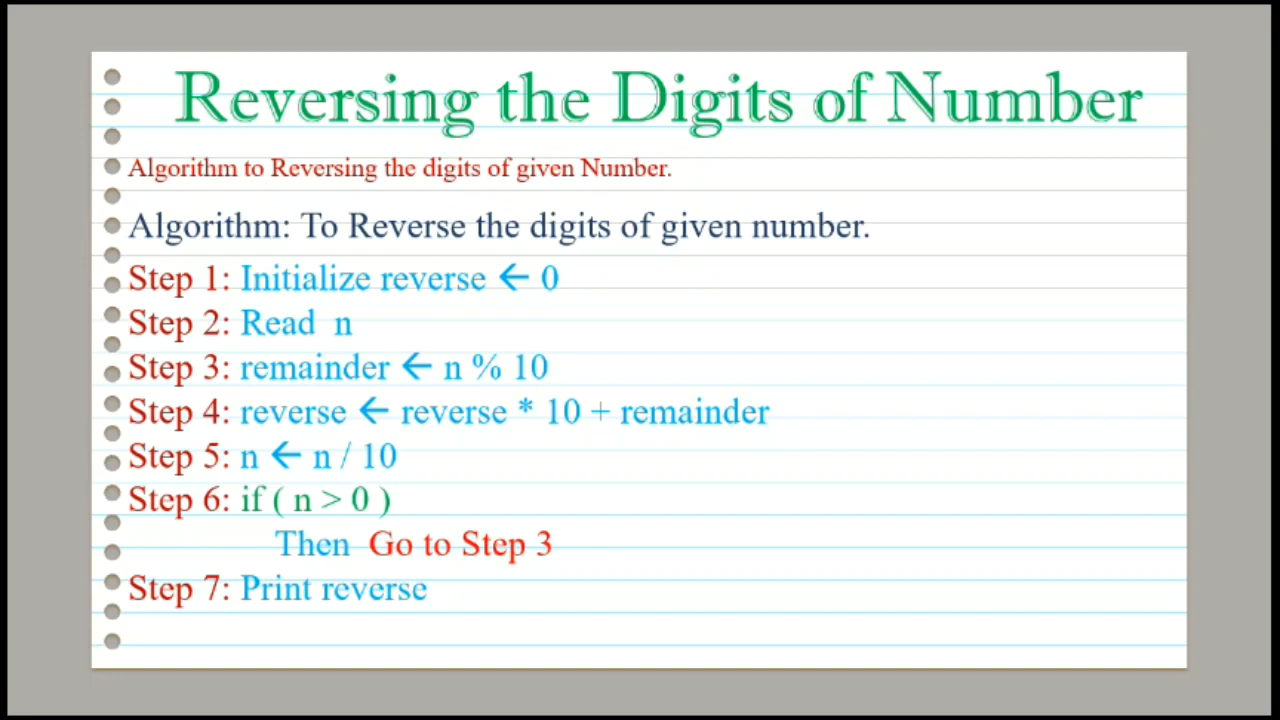 Reversing the Digits of Number
Algorithm to Reversing the digits of given Number.
Algorithm: To Reverse the digits of given number.
Step 1: Initialize reverse ← 0
Step 2: Read n
Step 3: remainder ← n % 10
Step 4: reverse ← reverse * 10 + remainder
Step 5: n ← n / 10
Step 6: if ( n > 0 )
Then Go to Step 3
Step 7: Print reverse